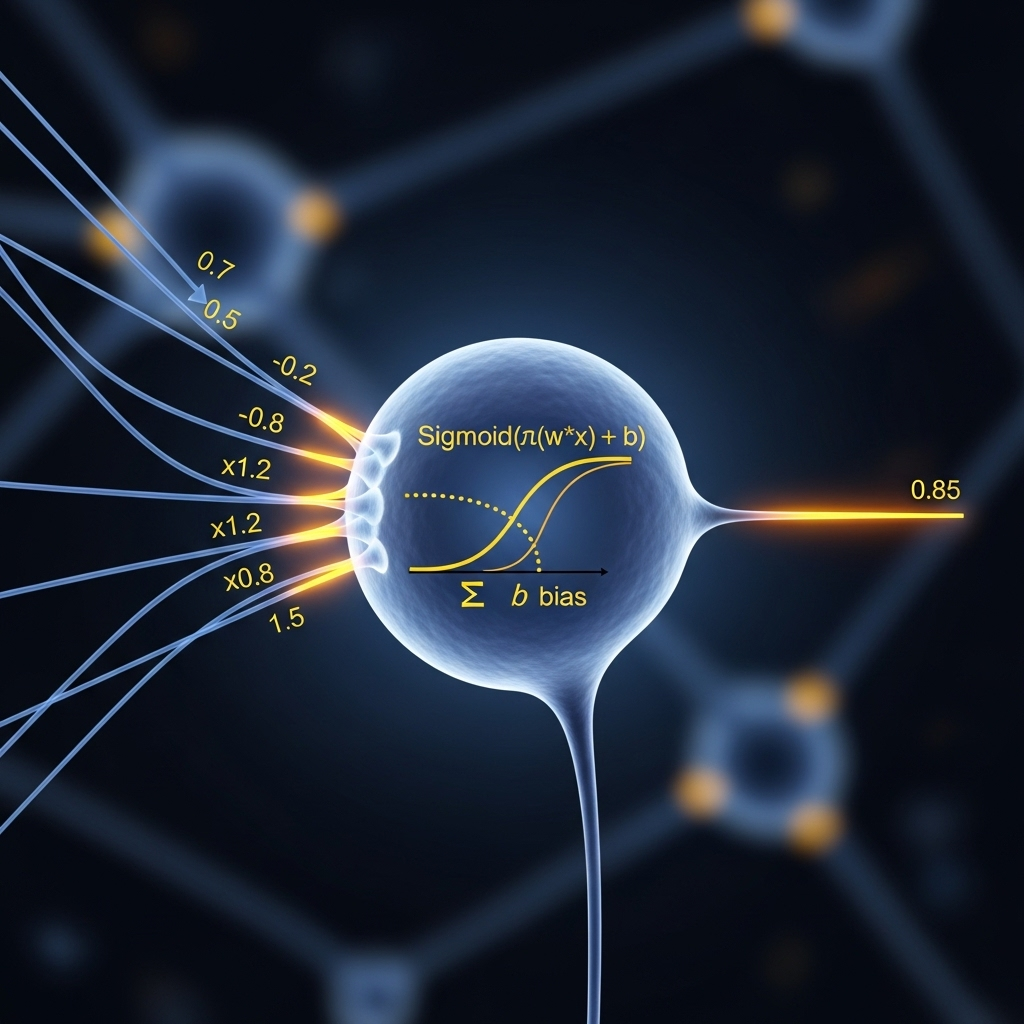 0.7
0.5
-0.2
-0.8
x1.2
x1.2
x0.8
1.5
Sigmoid(π(w*x) + b)
Σ b bias
0.85